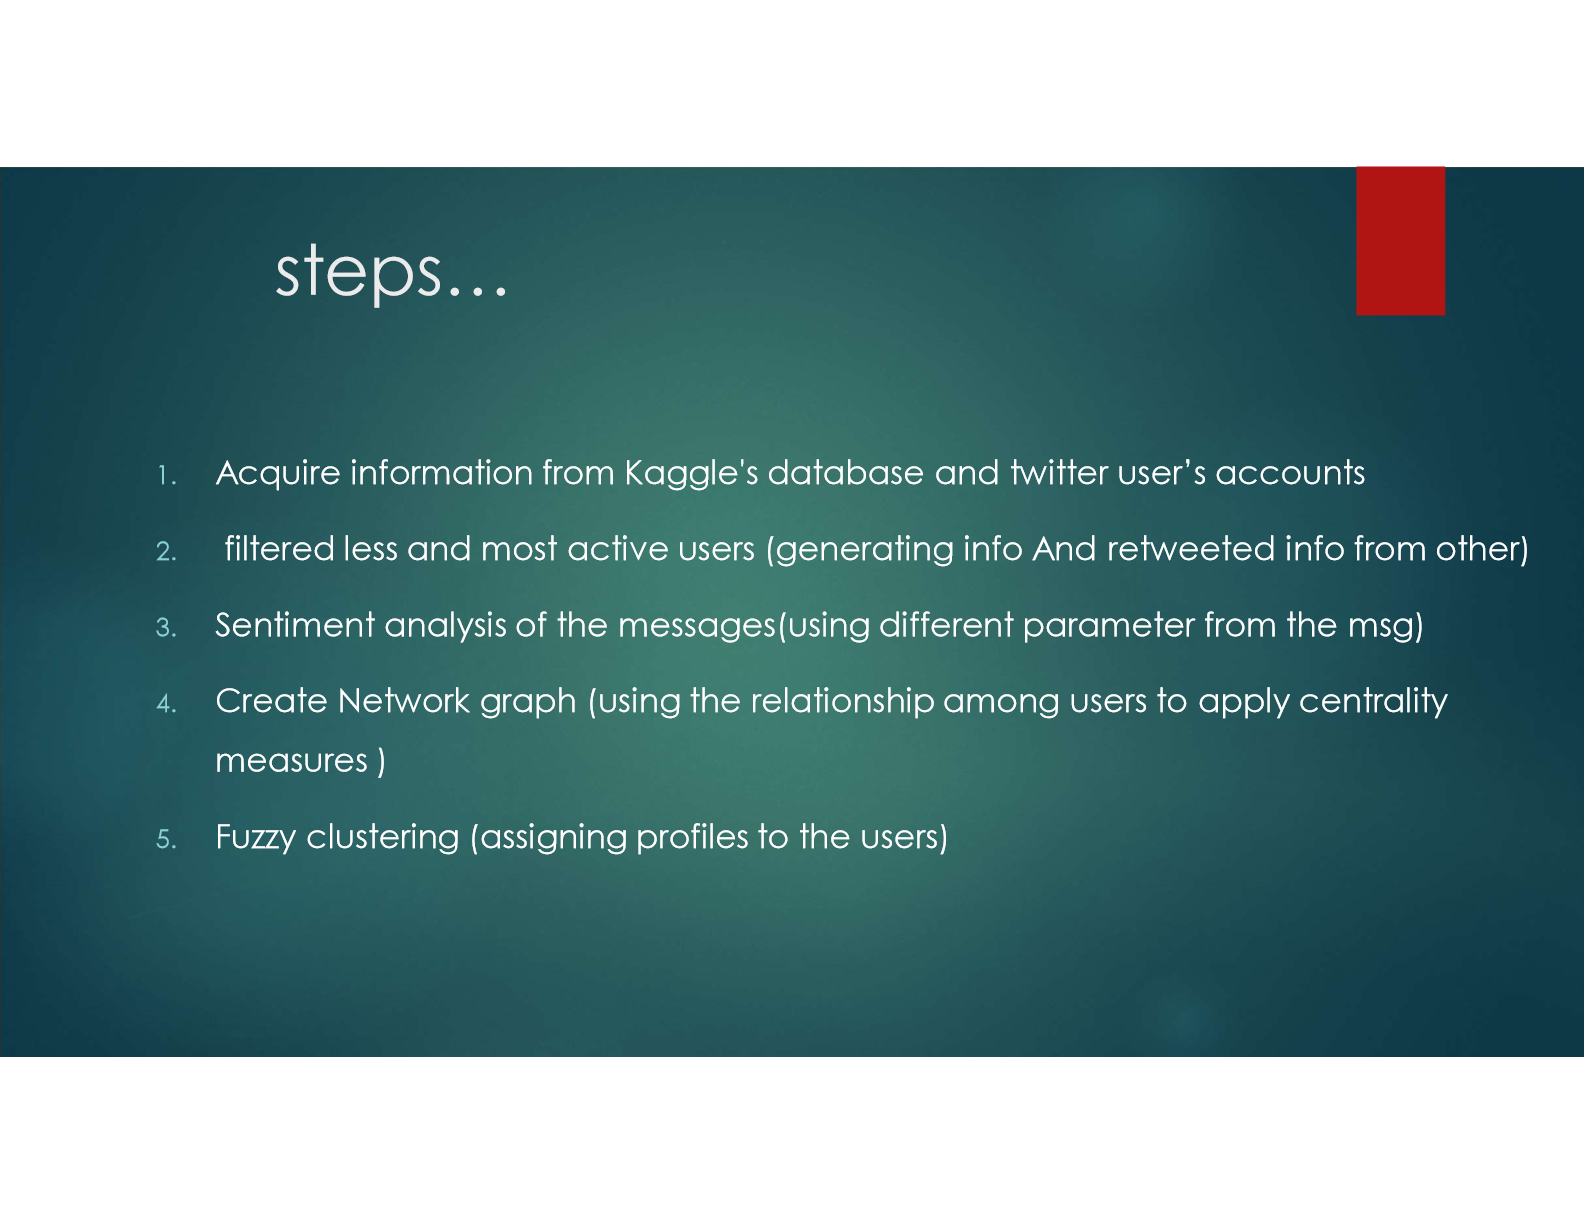 steps...
1. Acquire information from Kaggle's database and twitter user’s accounts
2. filtered less and most active users (generating info And retweeted info from other)
3. Sentiment analysis of the messages(using different parameter from the msg)
4. Create Network graph (using the relationship among users to apply centrality
measures )
5. Fuzzy clustering (assigning profiles to the users)